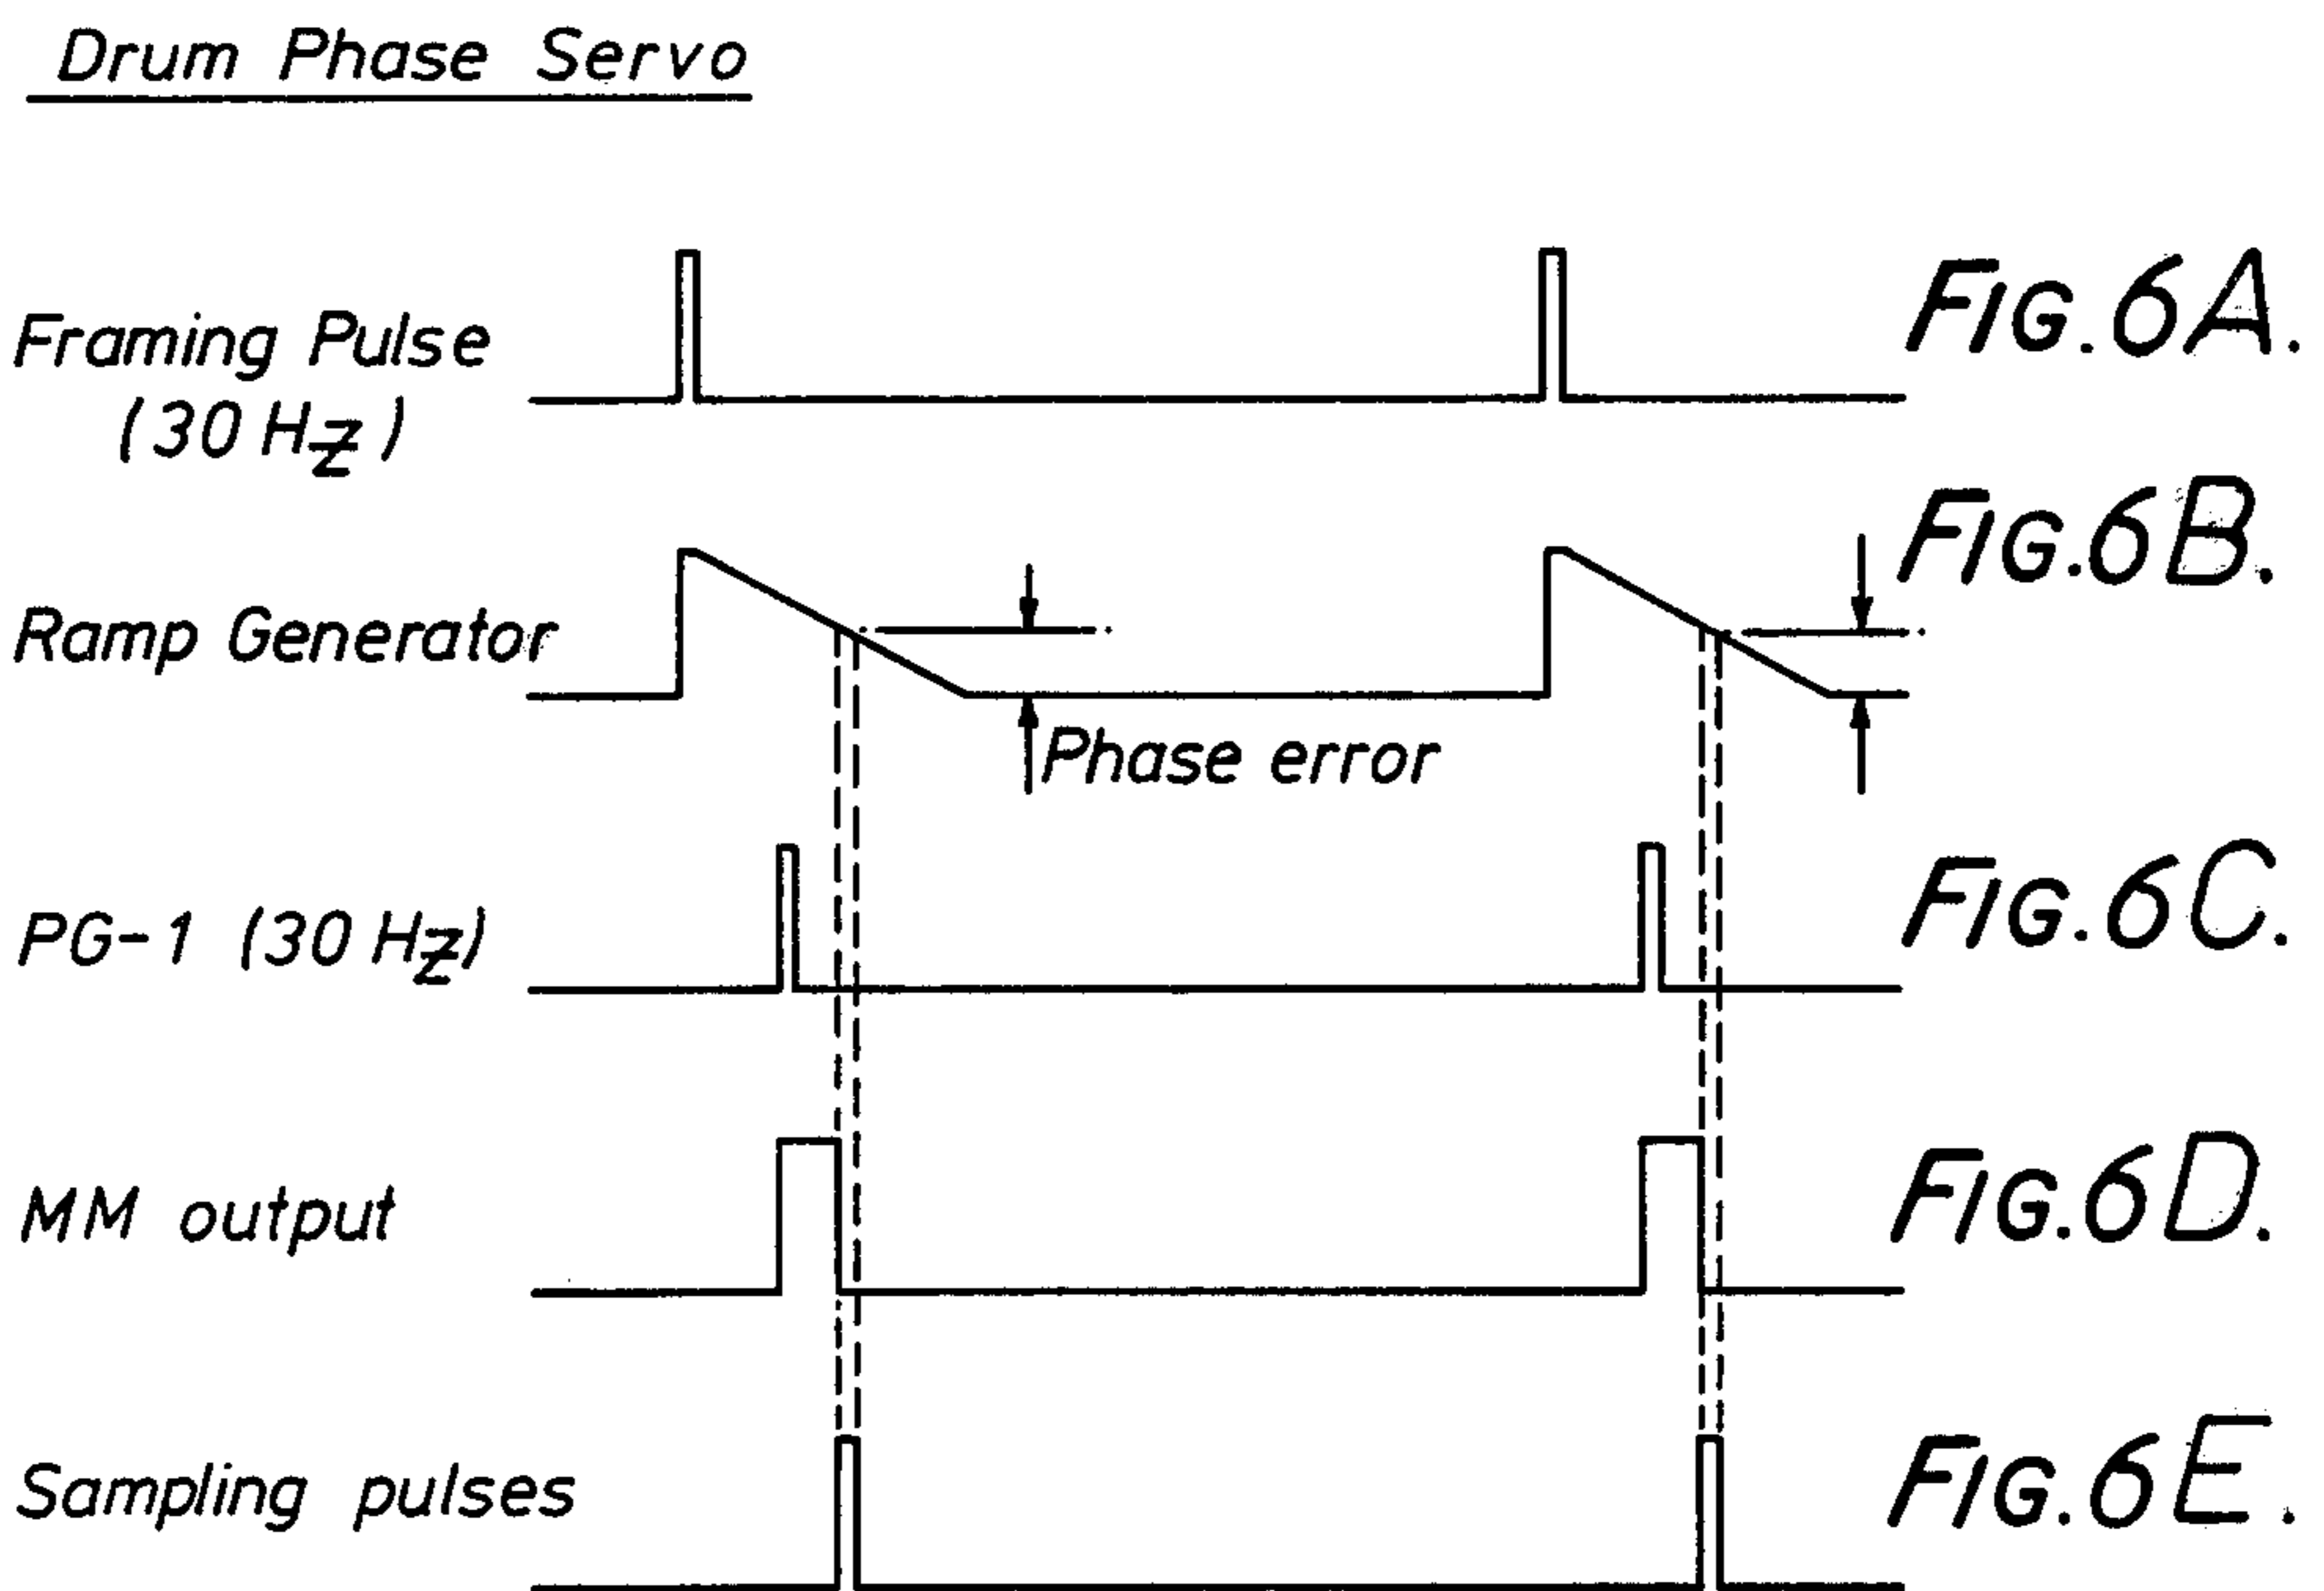 Drum Phase Servo
Framing Pulse
(30 Hz)
FIG. 6A.
Ramp Generator
FIG. 6B.
Phase error
PG-1 (30 Hz)
FIG. 6C.
MM output
FIG. 6D.
Sampling pulses
FIG. 6E.